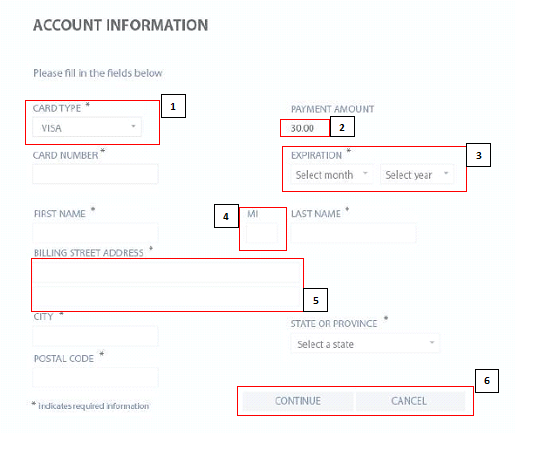 ACCOUNT INFORMATION
Please fill in the fields below
CARD TYPE * 1 PAYMENT AMOUNT
VISA 30.00 2
CARD NUMBER * EXPIRATION * 3
Select month Select year
FIRST NAME * 4 MI LAST NAME *
BILLING STREET ADDRESS *
5
CITY * STATE OR PROVINCE *
Select a state
POSTAL CODE *
6
* Indicates required information CONTINUE CANCEL